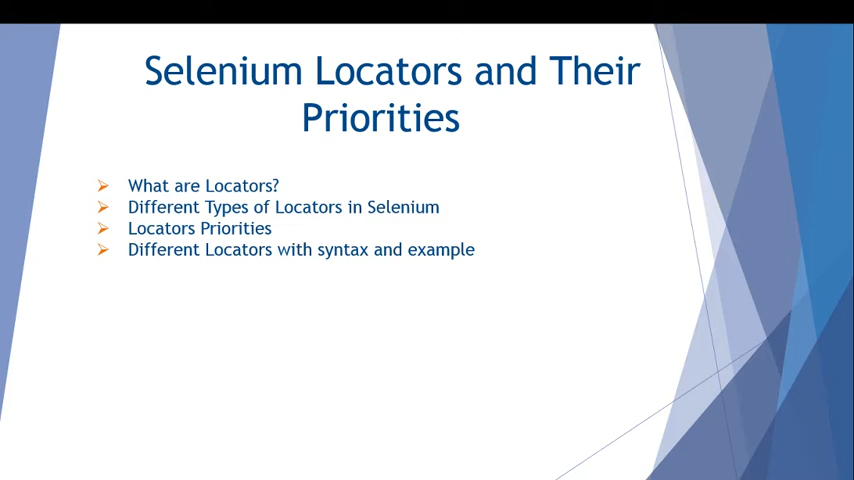 Selenium Locators and Their
Priorities
What are Locators?
Different Types of Locators in Selenium
Locators Priorities
Different Locators with syntax and example